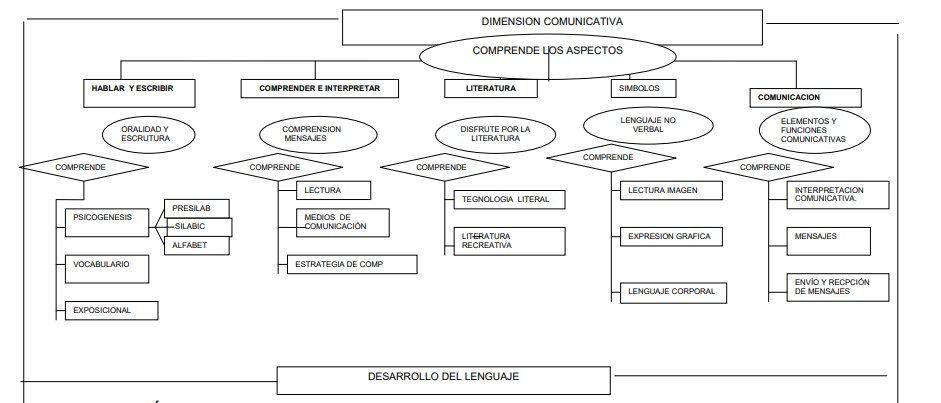 DIMENSION COMUNICATIVA
COMPRENDE LOS ASPECTOS
HABLAR Y ESCRIBIR
COMPRENDER E INTERPRETAR
LITERATURA
SIMBOLOS
COMUNICACION
ORALIDAD Y
ESCRUTURA
COMPRENSION
MENSAJES
DISFRUTE POR LA
LITERATURA
LENGUAJE NO
VERBAL
ELEMENTOS Y
FUNCIONES
COMUNICATIVAS
COMPRENDE
COMPRENDE
COMPRENDE
COMPRENDE
COMPRENDE
PSICOGENESIS
PRESILAB
SILABIC
ALFABET
VOCABULARIO
EXPOSICIONAL
LECTURA
MEDIOS DE
COMUNICACIÓN
ESTRATEGIA DE COMP
TEGNOLOGIA LITERAL
LITERATURA
RECREATIVA
LECTURA IMAGEN
EXPRESION GRAFICA
LENGUAJE CORPORAL
INTERPRETACION
COMUNICATIVA.
MENSAJES
ENVÍO Y RECPCIÓN
DE MENSAJES
DESARROLLO DEL LENGUAJE